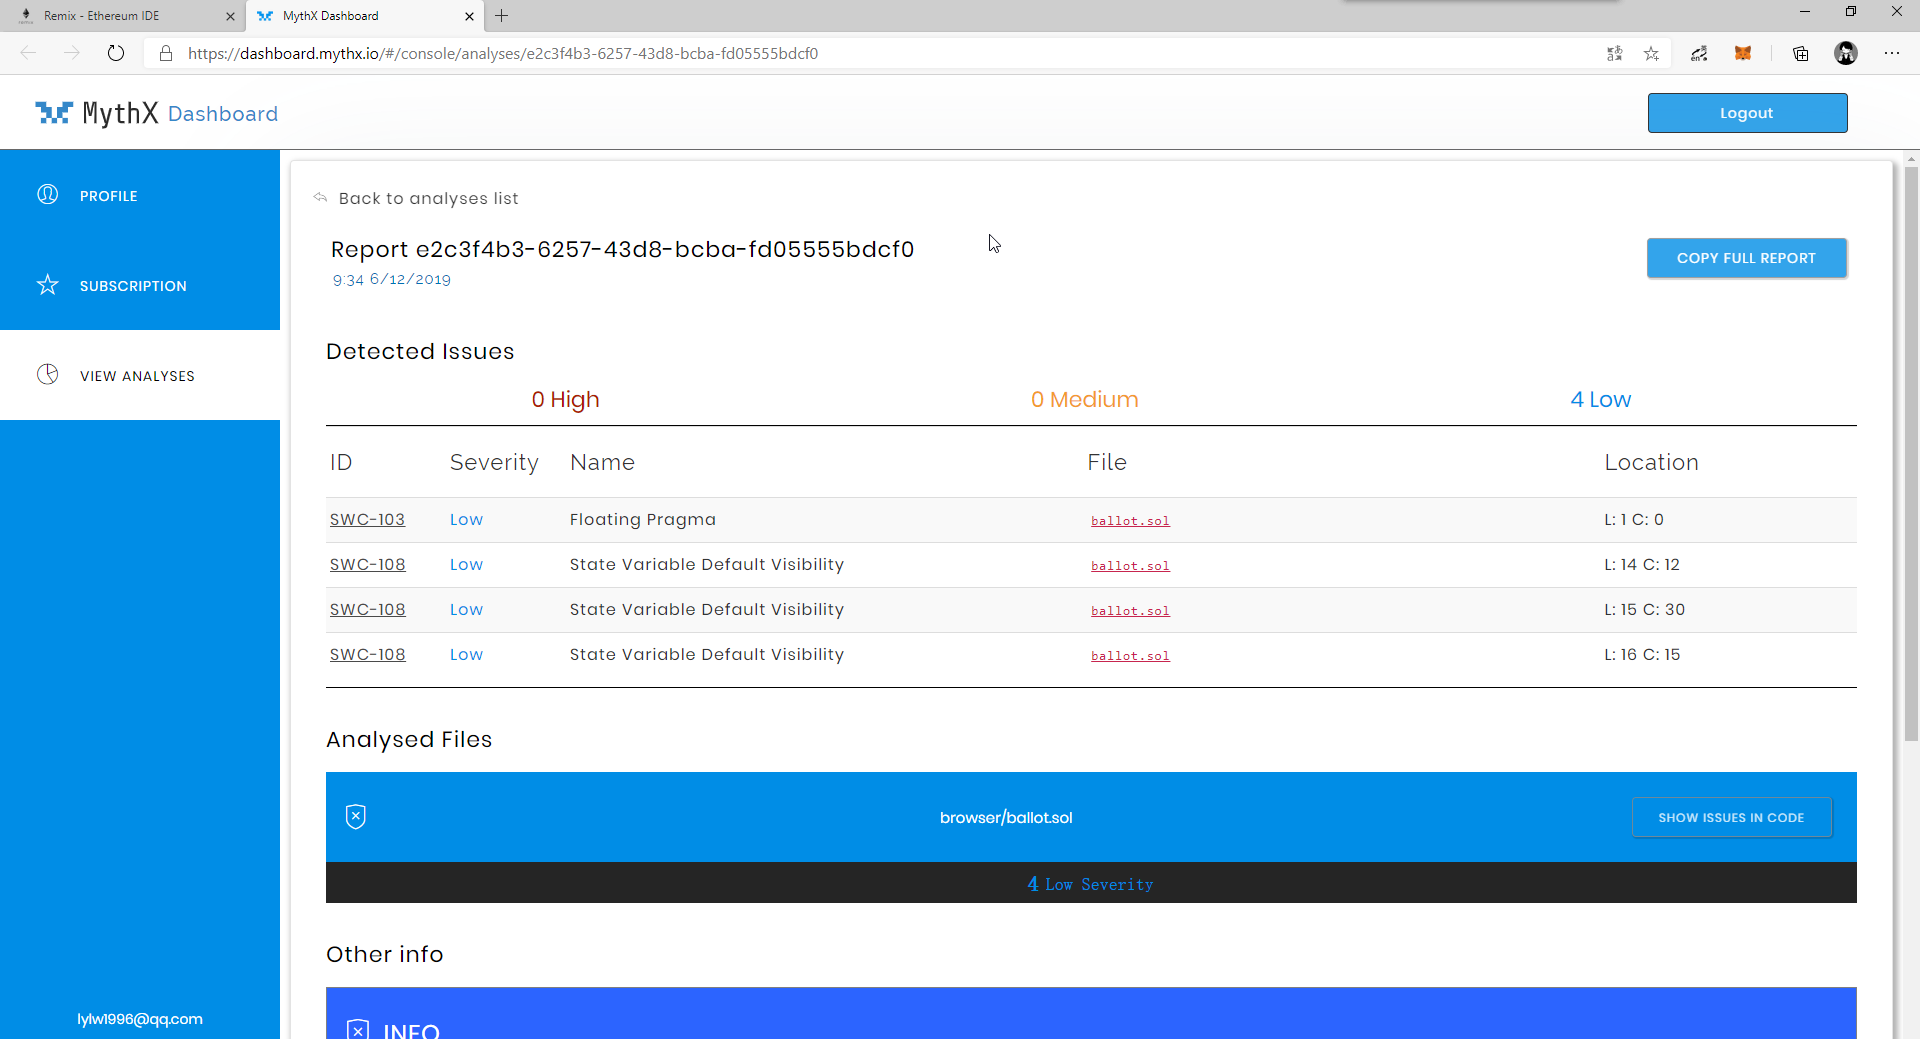 Remix - Ethereum IDE
MythX Dashboard
https://dashboard.mythx.io/#/console/analyses/e2c3f4b3-6257-43d8-bcba-fd05555bdcf0
MythX Dashboard
Logout
PROFILE
SUBSCRIPTION
VIEW ANALYSES
lylw1996@qq.com
Back to analyses list
Report e2c3f4b3-6257-43d8-bcba-fd05555bdcf0
9:34 6/12/2019
COPY FULL REPORT
Detected Issues
0 High 0 Medium 4 Low
ID Severity Name File Location
SWC-103 Low Floating Pragma ballot.sol L: 1 C: 0
SWC-108 Low State Variable Default Visibility ballot.sol L: 14 C: 12
SWC-108 Low State Variable Default Visibility ballot.sol L: 15 C: 30
SWC-108 Low State Variable Default Visibility ballot.sol L: 16 C: 15
Analysed Files
browser/ballot.sol
SHOW ISSUES IN CODE
4 Low Severity
Other info
INFO